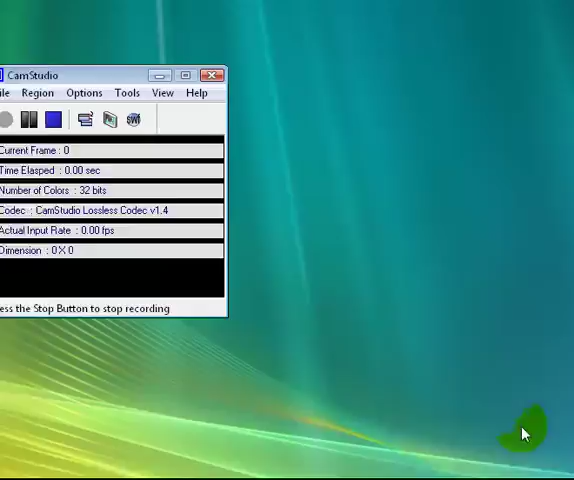 CamStudio
ile Region Options Tools View Help
SWF
Current Frame : 0
Time Elasped : 0.00 sec
Number of Colors : 32 bits
Codec : CamStudio Lossless Codec v1.4
Actual Input Rate : 0.00 fps
Dimension : 0 X 0
ess the Stop Button to stop recording